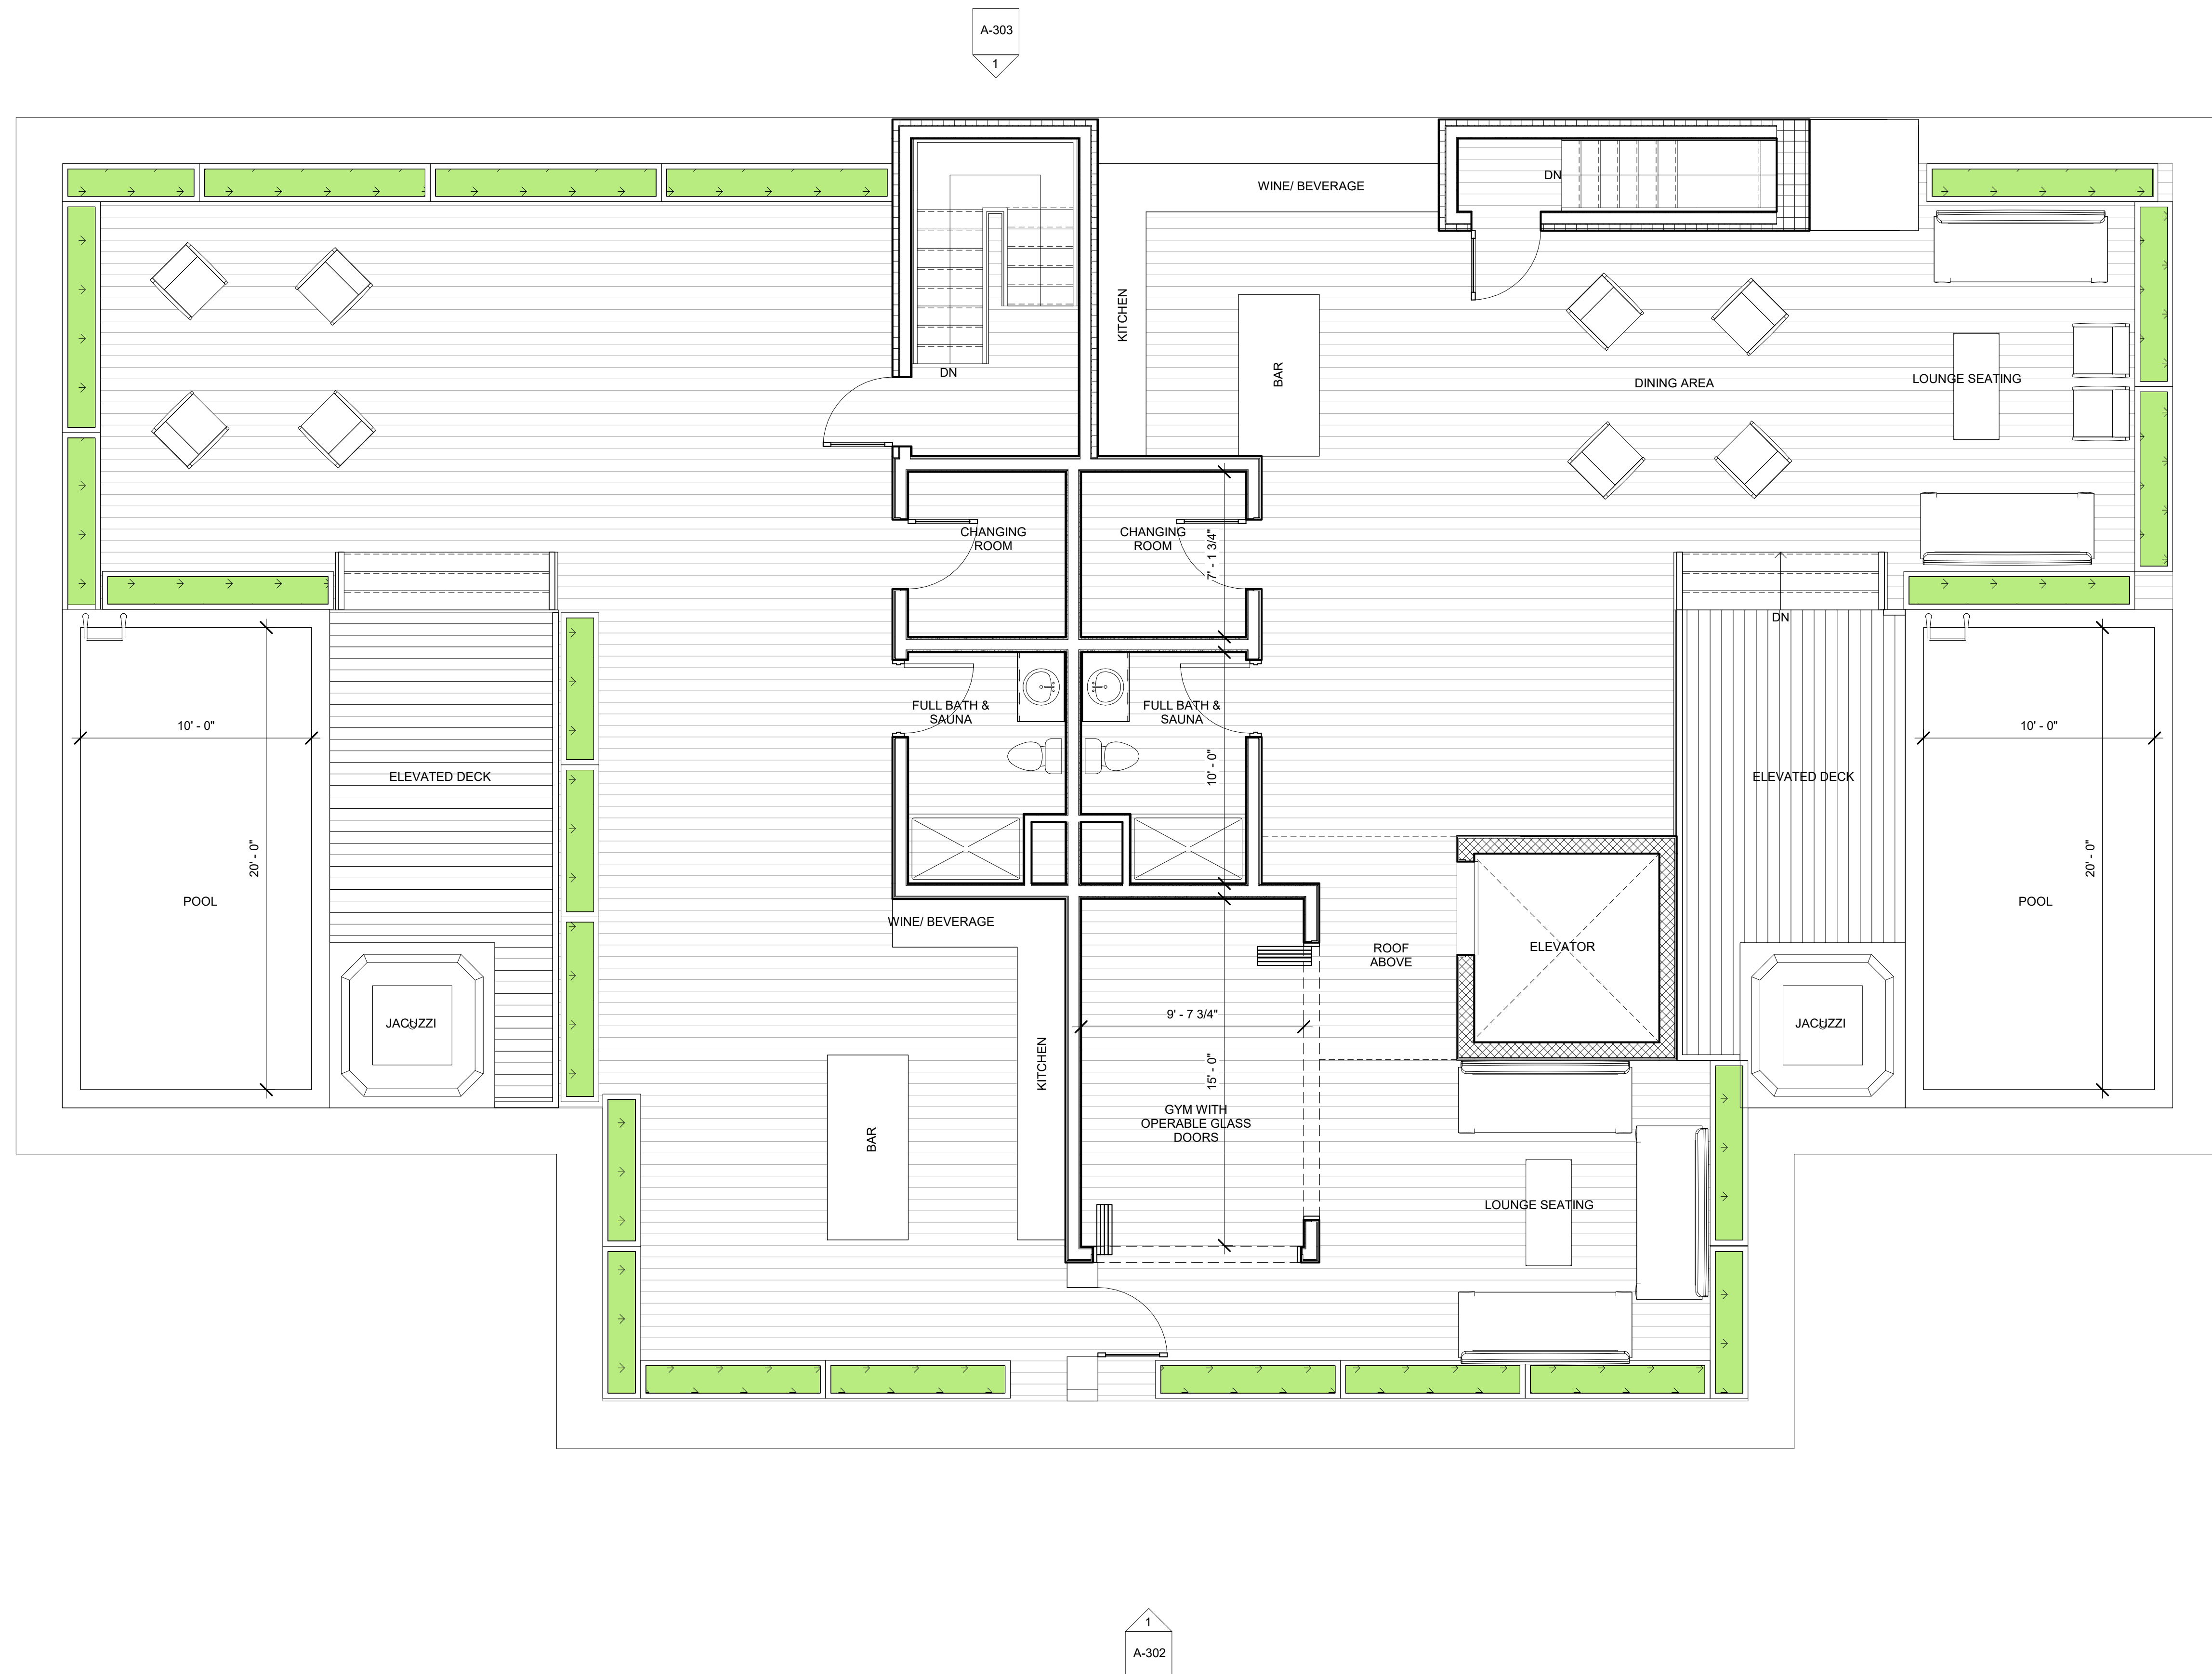 A-303
1
WINE/ BEVERAGE
DN
KITCHEN
BAR
DN
DINING AREA
LOUNGE SEATING
CHANGING
ROOM
CHANGING
ROOM
7' - 1 3/4"
DN
FULL BATH &
SAUNA
FULL BATH &
SAUNA
10' - 0"
10' - 0"
10' - 0"
ELEVATED DECK
ELEVATED DECK
20' - 0"
20' - 0"
POOL
POOL
WINE/ BEVERAGE
ROOF
ABOVE
ELEVATOR
JACUZZI
9' - 7 3/4"
JACUZZI
KITCHEN
15' - 0"
BAR
GYM WITH
OPERABLE GLASS
DOORS
LOUNGE SEATING
1
A-302